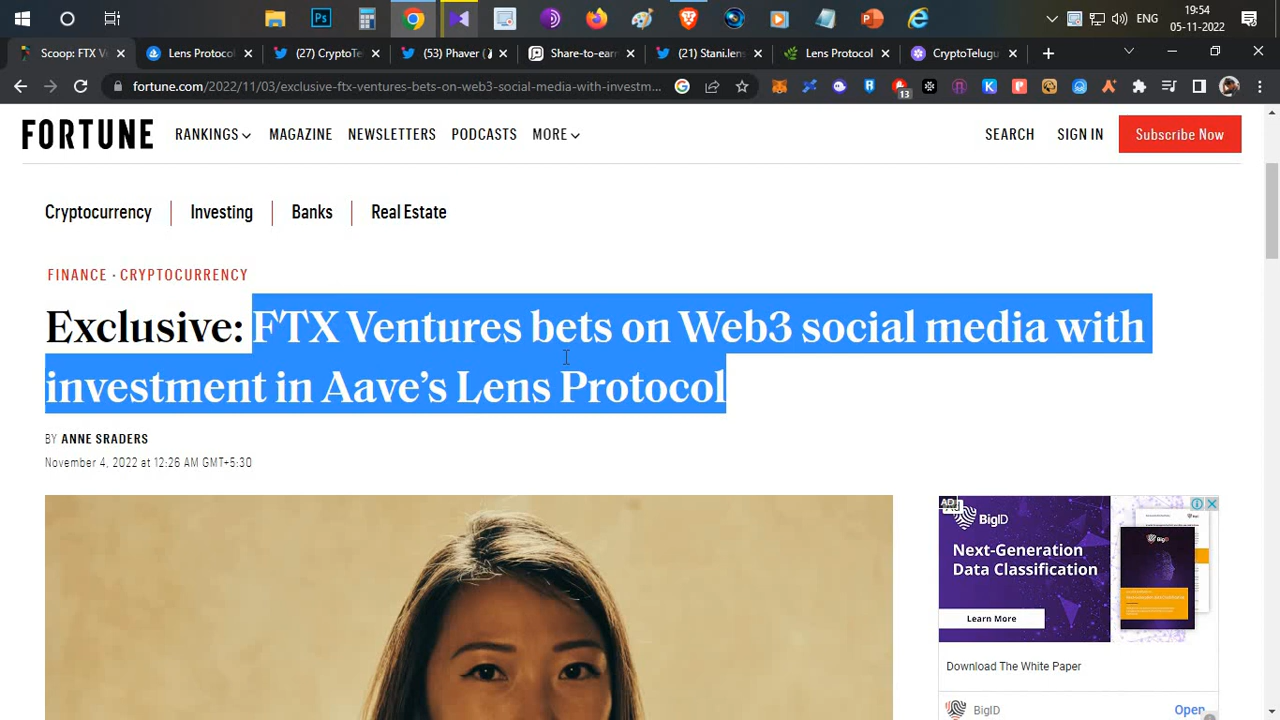 19:54
ENG
05-11-2022
Scoop: FTX V
Lens Protocol
(27) CryptoTe
(53) Phaver (
Share-to-earn
(21) Stani.lens
Lens Protocol
CryptoTelugu
fortune.com/2022/11/03/exclusive-ftx-ventures-bets-on-web3-social-media-with-investm...
13
FORTUNE
RANKINGS
MAGAZINE
NEWSLETTERS
PODCASTS
MORE
SEARCH
SIGN IN
Subscribe Now
Cryptocurrency
Investing
Banks
Real Estate
FINANCE · CRYPTOCURRENCY
Exclusive: FTX Ventures bets on Web3 social media with
investment in Aave’s Lens Protocol
BY ANNE SRADERS
November 4, 2022 at 12:26 AM GMT+5:30
AD
BigID
Next-Generation
Data Classification
Learn More
Download The White Paper
BigID
Open